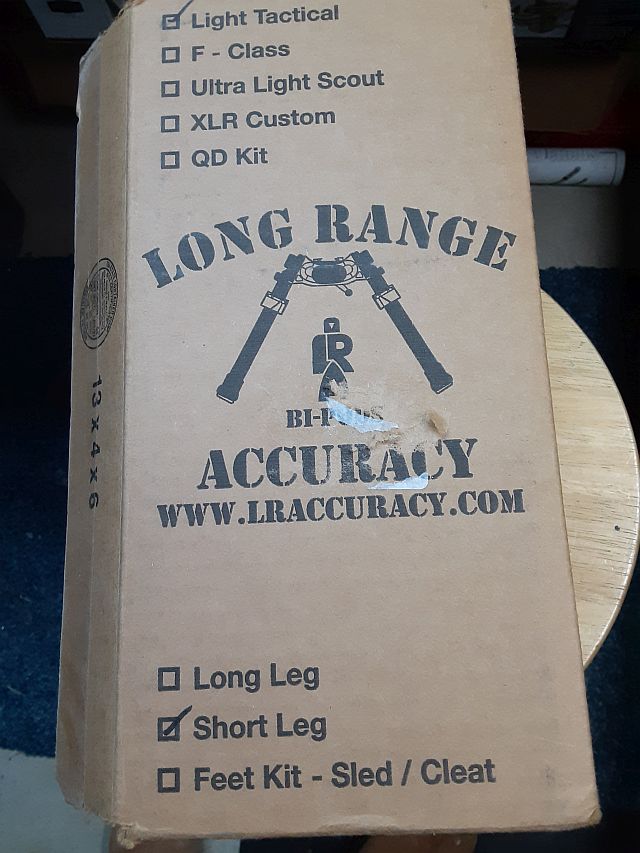 Light Tactical
F - Class
Ultra Light Scout
XLR Custom
QD Kit
LONG RANGE
LR
ACCURACY
WWW.LRACCURACY.COM
13 x 4 x 6
Long Leg
Short Leg
Feet Kit - Sled / Cleat